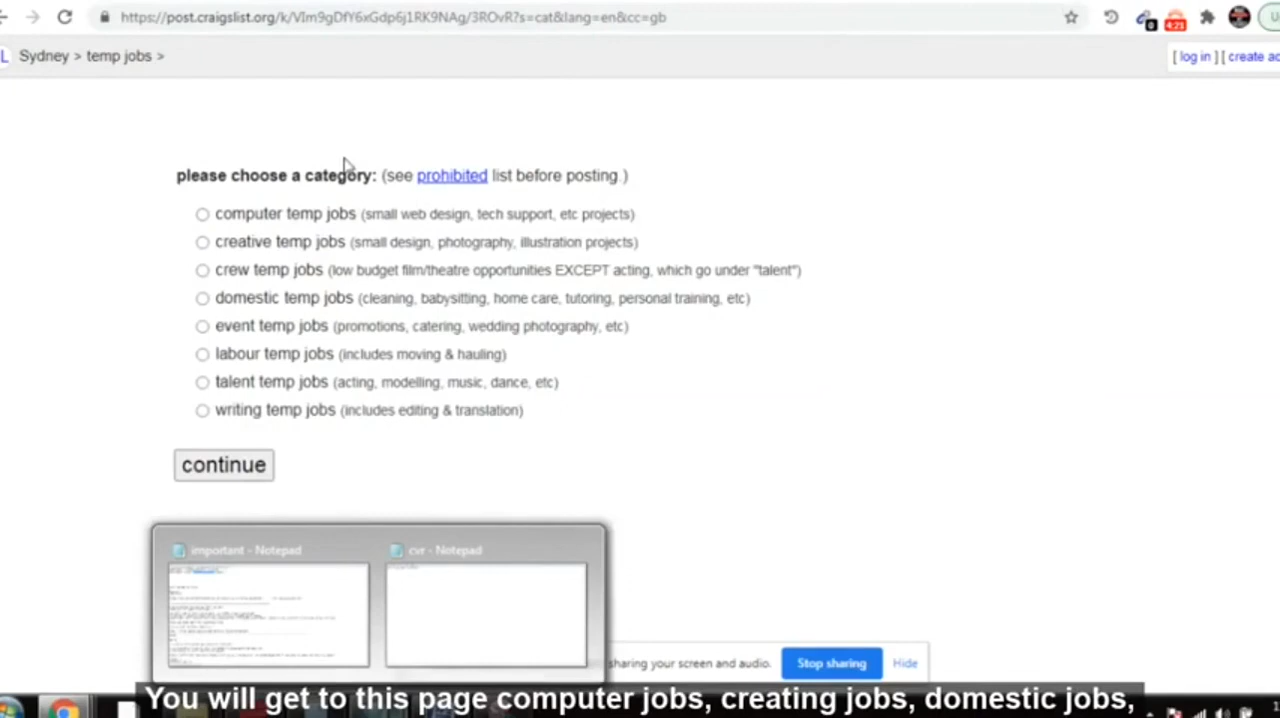 https://post.craigslist.org/k/VIm9gDfY6xGdp6j1RK9NAg/3ROvR?s=cat&lang=en&cc=gb
0
4:21
L
Sydney > temp jobs >
[ log in ] [ create ac
please choose a category: (see prohibited list before posting.)
computer temp jobs (small web design, tech support, etc projects)
creative temp jobs (small design, photography, illustration projects)
crew temp jobs (low budget film/theatre opportunities EXCEPT acting, which go under "talent")
domestic temp jobs (cleaning, babysitting, home care, tutoring, personal training, etc)
event temp jobs (promotions, catering, wedding photography, etc)
labour temp jobs (includes moving & hauling)
talent temp jobs (acting, modelling, music, dance, etc)
writing temp jobs (includes editing & translation)
continue
important - Notepad
cvr - Notepad
sharing your screen and audio.
Stop sharing
Hide
You will get to this page computer jobs, creating jobs, domestic jobs,